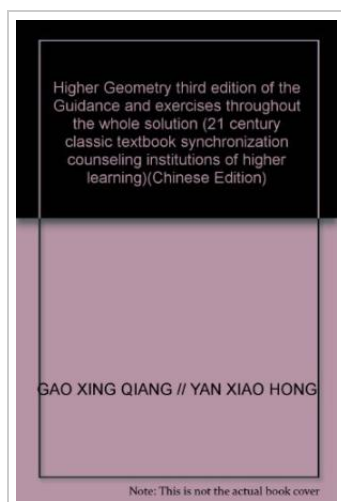 Higher Geometry third edition of the
Guidance and exercises throughout
the whole solution (21 century
classic textbook synchronization
counseling institutions of higher
learning)(Chinese Edition)
GAO XING QIANG // YAN XIAO HONG
Note: This is not the actual book cover